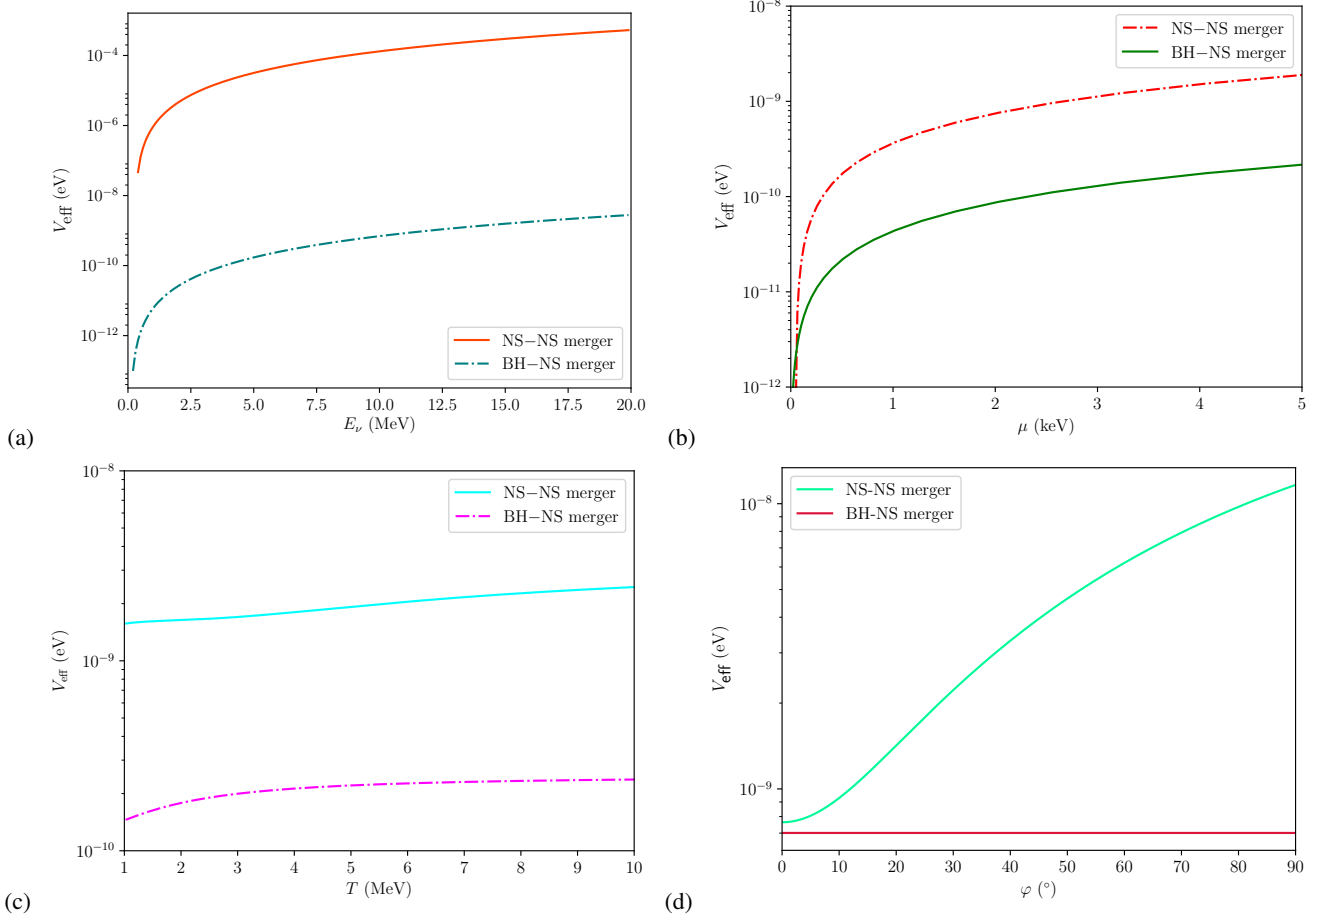 10⁻⁴
10⁻⁶
10⁻⁸
10⁻¹⁰
10⁻¹²
V_eff (eV)
NS−NS merger
BH−NS merger
0.0 2.5 5.0 7.5 10.0 12.5 15.0 17.5 20.0
E_ν (MeV)
(a)
10⁻⁸
10⁻⁹
10⁻¹⁰
10⁻¹¹
10⁻¹²
V_eff (eV)
NS−NS merger
BH−NS merger
0 1 2 3 4 5
μ (keV)
(b)
10⁻⁸
10⁻⁹
10⁻¹⁰
V_eff (eV)
NS−NS merger
BH−NS merger
1 2 3 4 5 6 7 8 9 10
T (MeV)
(c)
10⁻⁸
10⁻⁹
V_eff (eV)
NS-NS merger
BH-NS merger
0 10 20 30 40 50 60 70 80 90
φ (°)
(d)